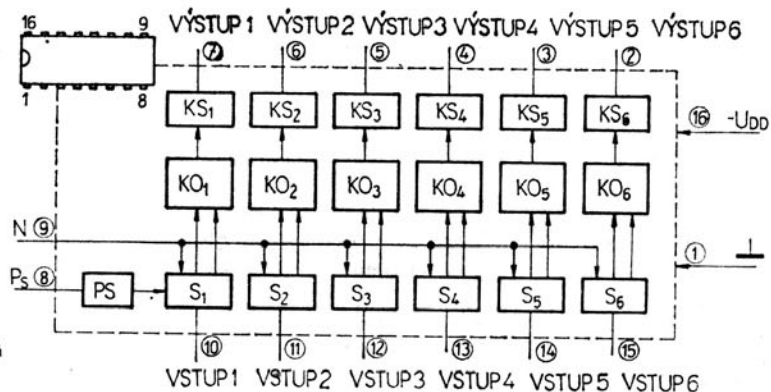 16 9
1 8
VÝSTUP 1 VÝSTUP 2 VÝSTUP 3 VÝSTUP 4 VÝSTUP 5 VÝSTUP 6
7 6 5 4 3 2
KS1 KS2 KS3 KS4 KS5 KS6
16 -UDD
KO1 KO2 KO3 KO4 KO5 KO6
N 9
1
PS 8 PS S1 S2 S3 S4 S5 S6
10 11 12 13 14 15
VSTUP 1 VSTUP 2 VSTUP 3 VSTUP 4 VSTUP 5 VSTUP 6